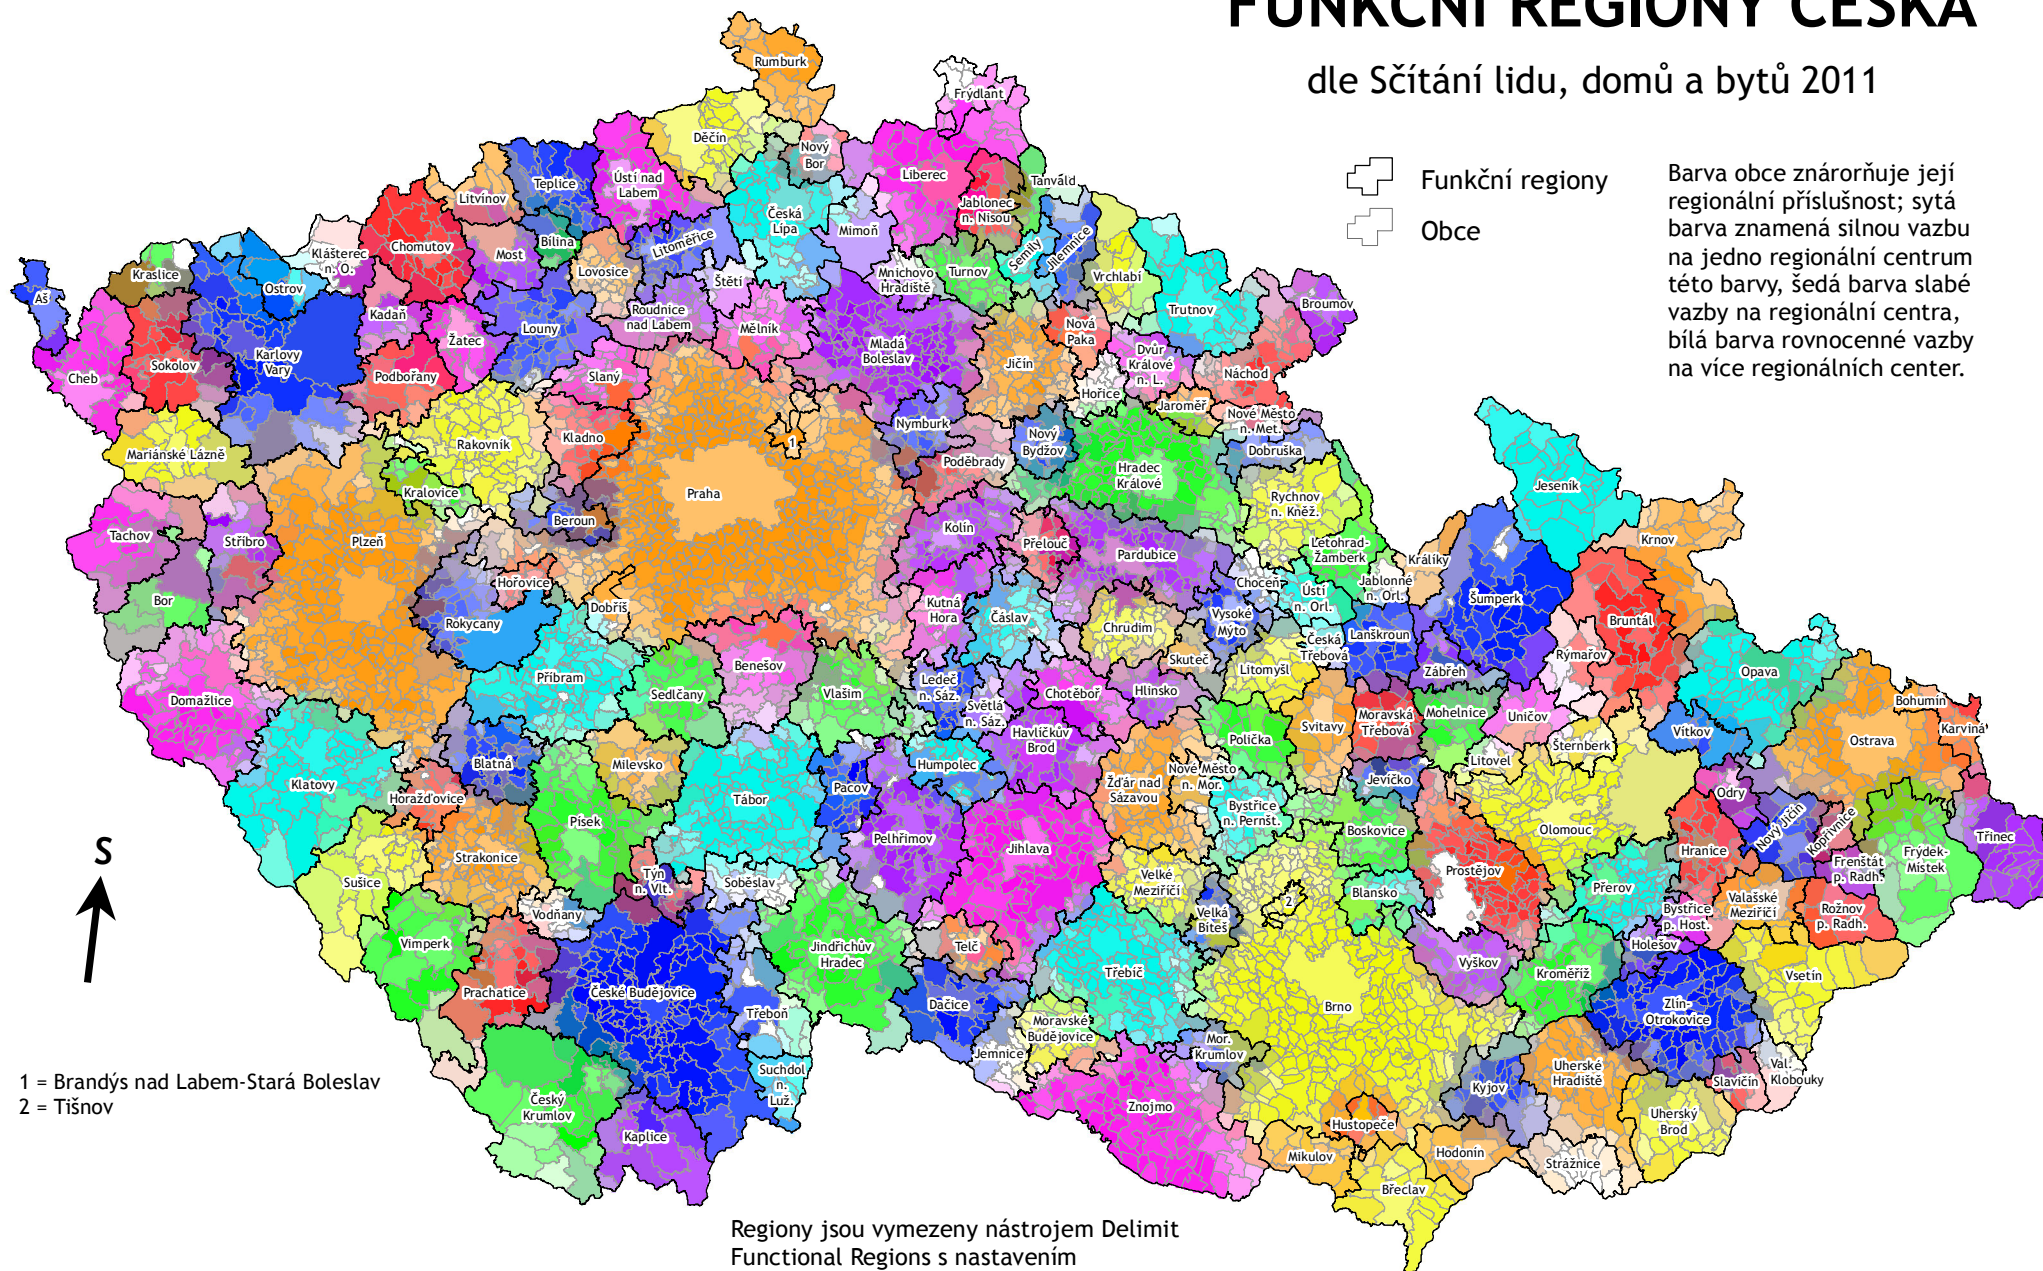 FUNKČNÍ REGIONY ČESKA
dle Sčítání lidu, domů a bytů 2011
Funkční regiony
Obce
Barva obce znárorňuje její
regionální příslušnost; sytá
barva znamená silnou vazbu
na jedno regionální centrum
této barvy, šedá barva slabé
vazby na regionální centra,
bílá barva rovnocenné vazby
na více regionálních center.
Rumburk
Frýdlant
Děčín
Nový
Bor
Liberec
Tanvald
Jablonec
n. Nisou
Teplice
Ústí nad
Labem
Litvínov
Česká
Lípa
Mimoň
Chomutov
Most
Bílina
Litoměřice
Lovosice
Klášterec
n. O.
Kraslice
Ostrov
Aš
Štětí
Mnichovo
Hradiště
Turnov
Semily
Jilemnice
Vrchlabí
Trutnov
Broumov
Kadaň
Žatec
Louny
Roudnice
nad Labem
Mělník
Mladá
Boleslav
Jičín
Nová
Paka
Dvůr
Králové
n. L.
Náchod
Cheb
Sokolov
Karlovy
Vary
Podbořany
Slaný
Hořice
Jaroměř
Nové Město
n. Met.
Dobruška
Mariánské Lázně
Rakovník
Kladno
1
Nymburk
Poděbrady
Nový
Bydžov
Hradec
Králové
Rychnov
n. Kněž.
Jeseník
Kralovice
Praha
Beroun
Tachov
Stříbro
Plzeň
Kolín
Přelouč
Pardubice
Letohrad-
Žamberk
Králíky
Krnov
Bor
Hořovice
Rokycany
Dobříš
Kutná
Hora
Čáslav
Chrudim
Choceň
Vysoké
Mýto
Ústí
n. Orl.
Jablonné
n. Orl.
Šumperk
Bruntál
Česká
Třebová
Lanškroun
Zábřeh
Rýmařov
Opava
Domažlice
Příbram
Sedlčany
Benešov
Vlašim
Ledeč
n. Sáz.
Světlá
n. Sáz.
Chotěboř
Hlinsko
Skuteč
Litomyšl
Svitavy
Moravská
Třebová
Mohelnice
Uničov
Šternberk
Vítkov
Bohumín
Karviná
Ostrava
Klatovy
Blatná
Horažďovice
Milevsko
Písek
Tábor
Pacov
Humpolec
Havlíčkův
Brod
Žďár nad
Sázavou
Nové Město
n. Mor.
Polička
Jevíčko
Litovel
Odry
Nový Jičín
Kopřivnice
Třinec
Sušice
Strakonice
Týn
n. Vlt.
Soběslav
Pelhřimov
Jihlava
Bystřice
n. Pernšt.
Boskovice
Olomouc
Hranice
Frenštát
p. Radh.
Frýdek-
Místek
Vodňany
Velké
Meziříčí
Velká
Bíteš
2
Blansko
Prostějov
Přerov
Bystřice
p. Host.
Valašské
Meziříčí
Rožnov
p. Radh.
Vimperk
Prachatice
České Budějovice
Třeboň
Jindřichův
Hradec
Telč
Dačice
Třebíč
Vyškov
Kroměříž
Holešov
Vsetín
Brno
Zlín-
Otrokovice
Moravské
Budějovice
Jemnice
Mor.
Krumlov
Suchdol
n.
Luž.
Český
Krumlov
Kaplice
Znojmo
Hustopeče
Mikulov
Břeclav
Hodonín
Kyjov
Uherské
Hradiště
Strážnice
Uherský
Brod
Slavičín
Val.
Klobouky
S
1 = Brandýs nad Labem-Stará Boleslav
2 = Tišnov
Regiony jsou vymezeny nástrojem Delimit
Functional Regions s nastavením